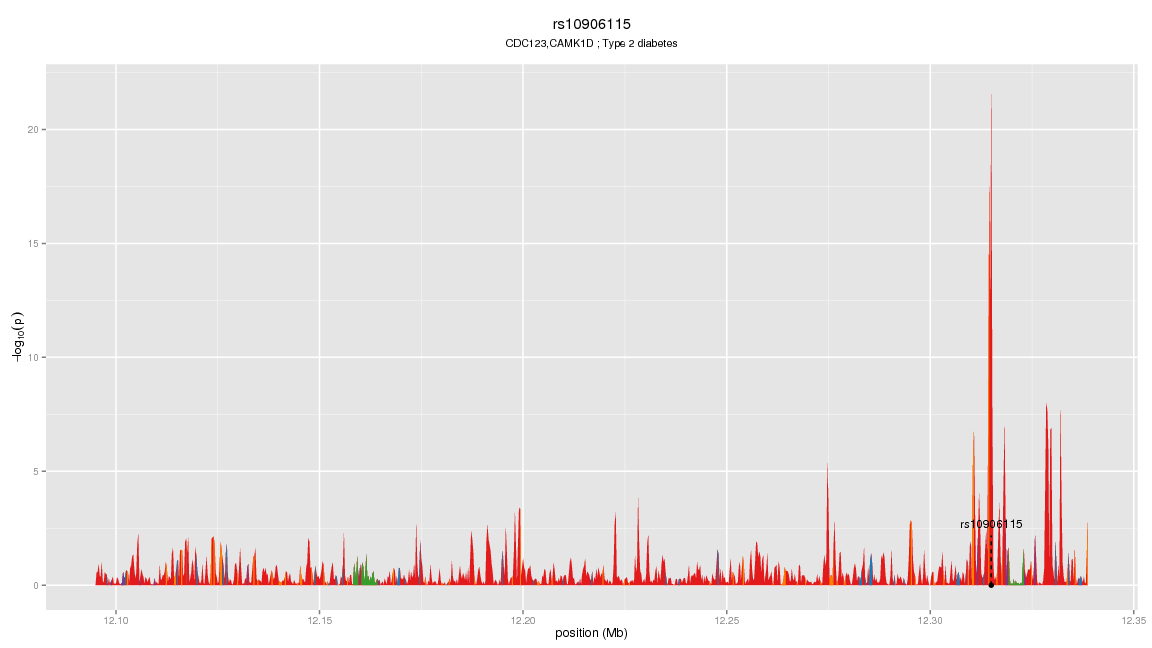 rs10906115
CDC123,CAMK1D ; Type 2 diabetes
20
15
10
5
0
−log10(p)
rs10906115
12.10 12.15 12.20 12.25 12.30 12.35
position (Mb)